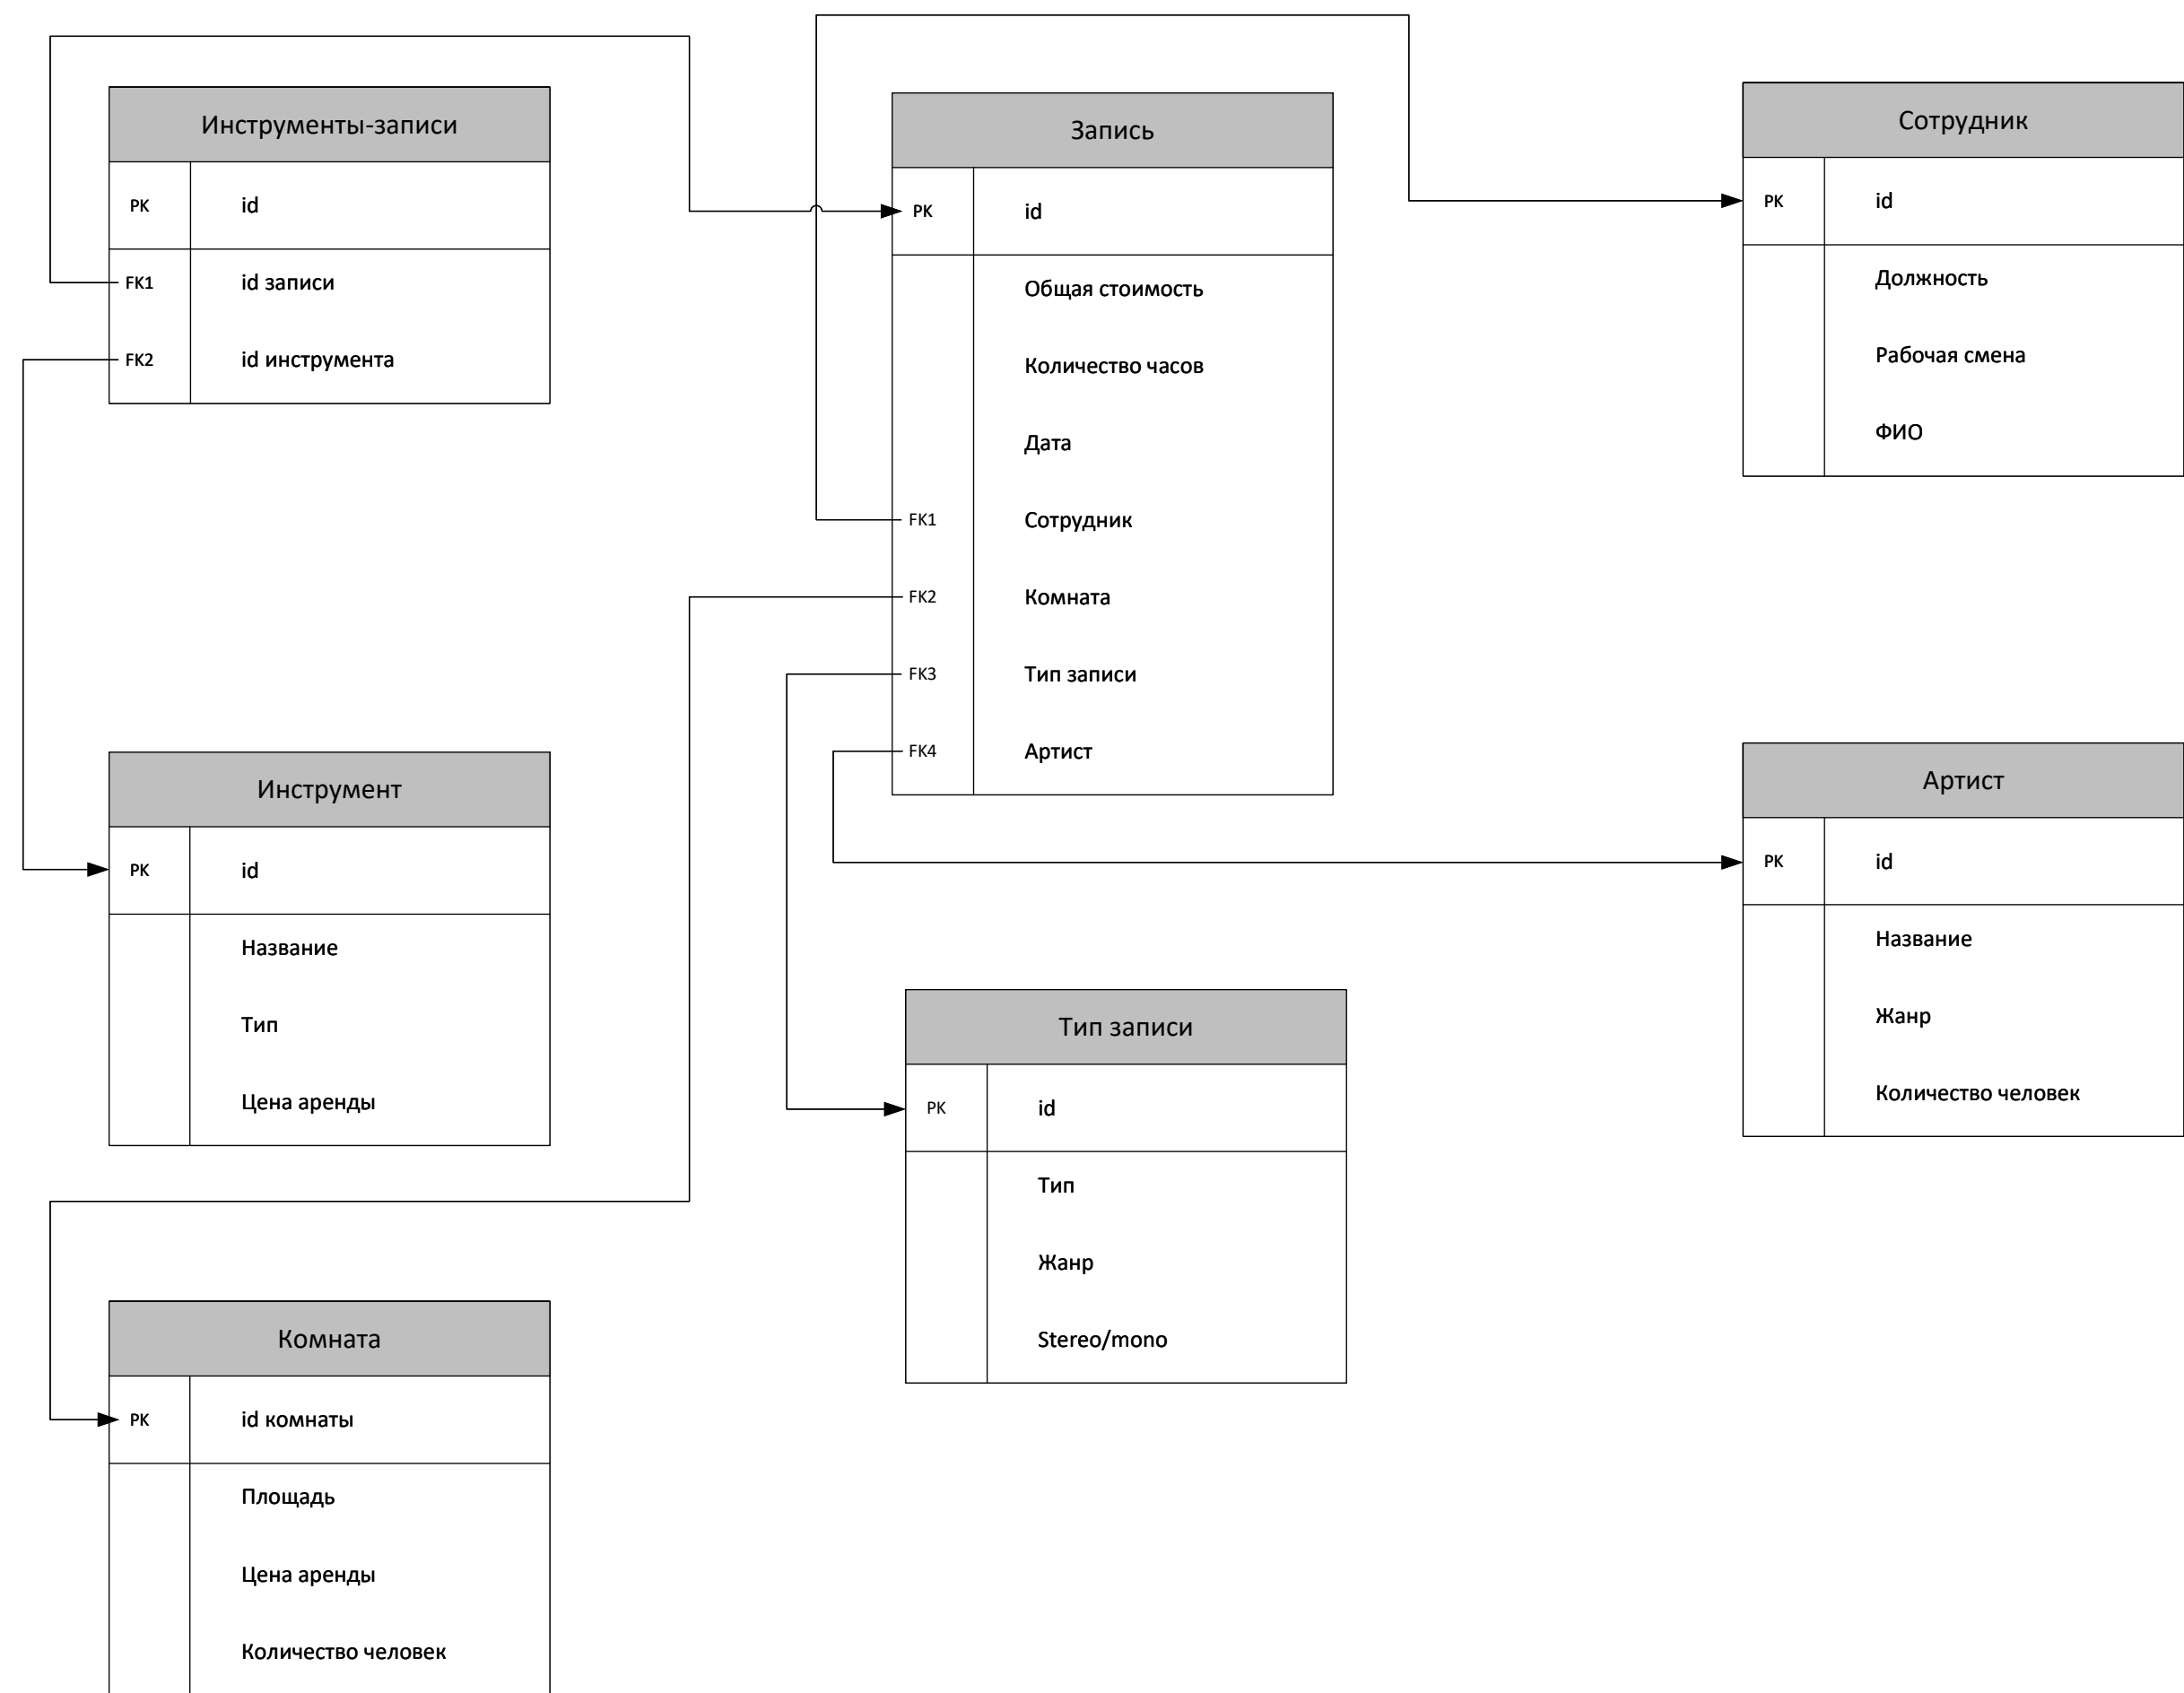 Инструменты-записи
PK id
FK1 id записи
FK2 id инструмента
Запись
PK id
Общая стоимость
Количество часов
Дата
FK1 Сотрудник
FK2 Комната
FK3 Тип записи
FK4 Артист
Сотрудник
PK id
Должность
Рабочая смена
ФИО
Инструмент
PK id
Название
Тип
Цена аренды
Артист
PK id
Название
Жанр
Количество человек
Тип записи
PK id
Тип
Жанр
Stereo/mono
Комната
PK id комнаты
Площадь
Цена аренды
Количество человек